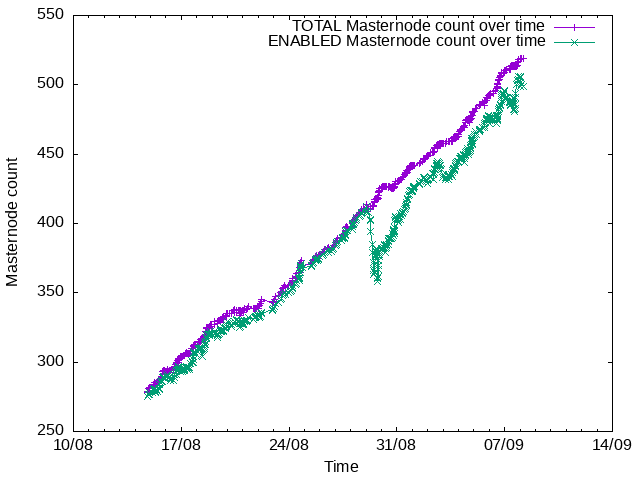 TOTAL Masternode count over time
ENABLED Masternode count over time
550
500
450
400
350
300
250
Masternode count
10/08 17/08 24/08 31/08 07/09 14/09
Time